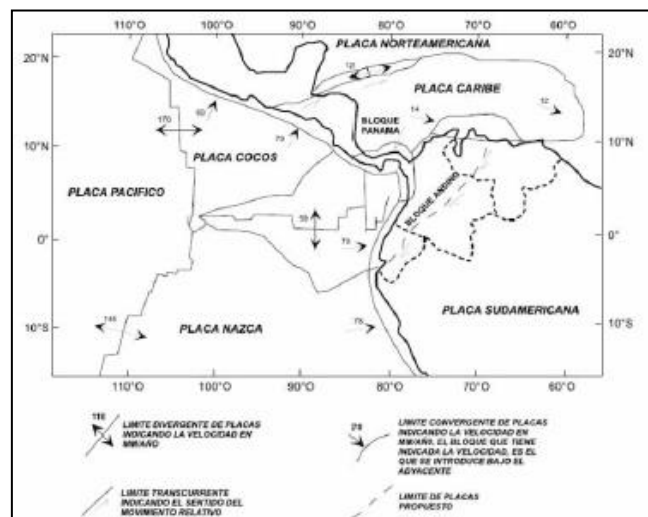 110°O 100°O 90°O 80°O 70°O 60°O
20°N
20°N
PLACA NORTEAMERICANA
PLACA CARIBE
BLOQUE
PANAMA
14
12
170
10°N
10°N
PLACA COCOS
PLACA PACIFICO
BLOQUE ANDINO
0°
0°
PLACA NAZCA
PLACA SUDAMERICANA
10°S
10°S
78
110°O 100°O 90°O 80°O 70°O 60°O
LIMITE DIVERGENTE DE PLACAS
INDICANDO LA VELOCIDAD EN
MM/AÑO
LIMITE CONVERGENTE DE PLACAS
INDICANDO LA VELOCIDAD EN
MM/AÑO. EL BLOQUE QUE TIENE
INDICADA LA VELOCIDAD, ES EL
QUE SE INTRODUCE BAJO EL
ADYACENTE
LIMITE TRANSCURRENTE
INDICANDO EL SENTIDO DEL
MOVIMIENTO RELATIVO
LIMITE DE PLACAS
PROPUESTO